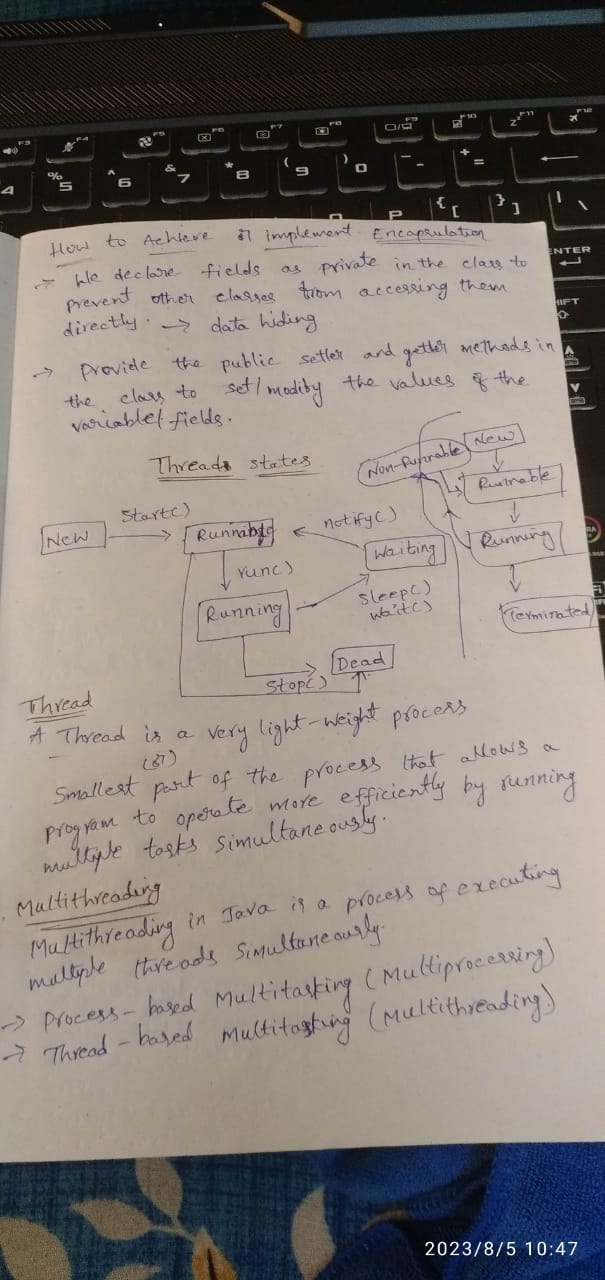 How to Achieve or implement Encapsulation
→ We declare fields as private in the class to
prevent other classes from accessing them
directly. → data hiding
→ Provide the public setter and getter methods in
the class to set/modify the values of the
variable/fields.
Threads states
New
Start()
Runnable
run()
Running
notify()
Waiting
Sleep()
Wait()
Dead
Stop()
Non-Runnable
New
Runnable
Running
Terminated
Thread
A Thread is a very light-weight process
(or)
Smallest part of the process that allows a
program to operate more efficiently by running
multiple tasks simultaneously.
Multithreading
Multithreading in Java is a process of executing
multiple threads Simultaneously.
→ Process-based Multitasking (Multiprocessing)
→ Thread-based Multitasking (Multithreading)
F3
F4
F5
F6
F7
F8
F9
F10
F11
F12
4
% 5
^ 6
& 7
* 8
( 9
) 0
- -
+ =
P
{ [
} ]
| \
ENTER
2023/8/5 10:47